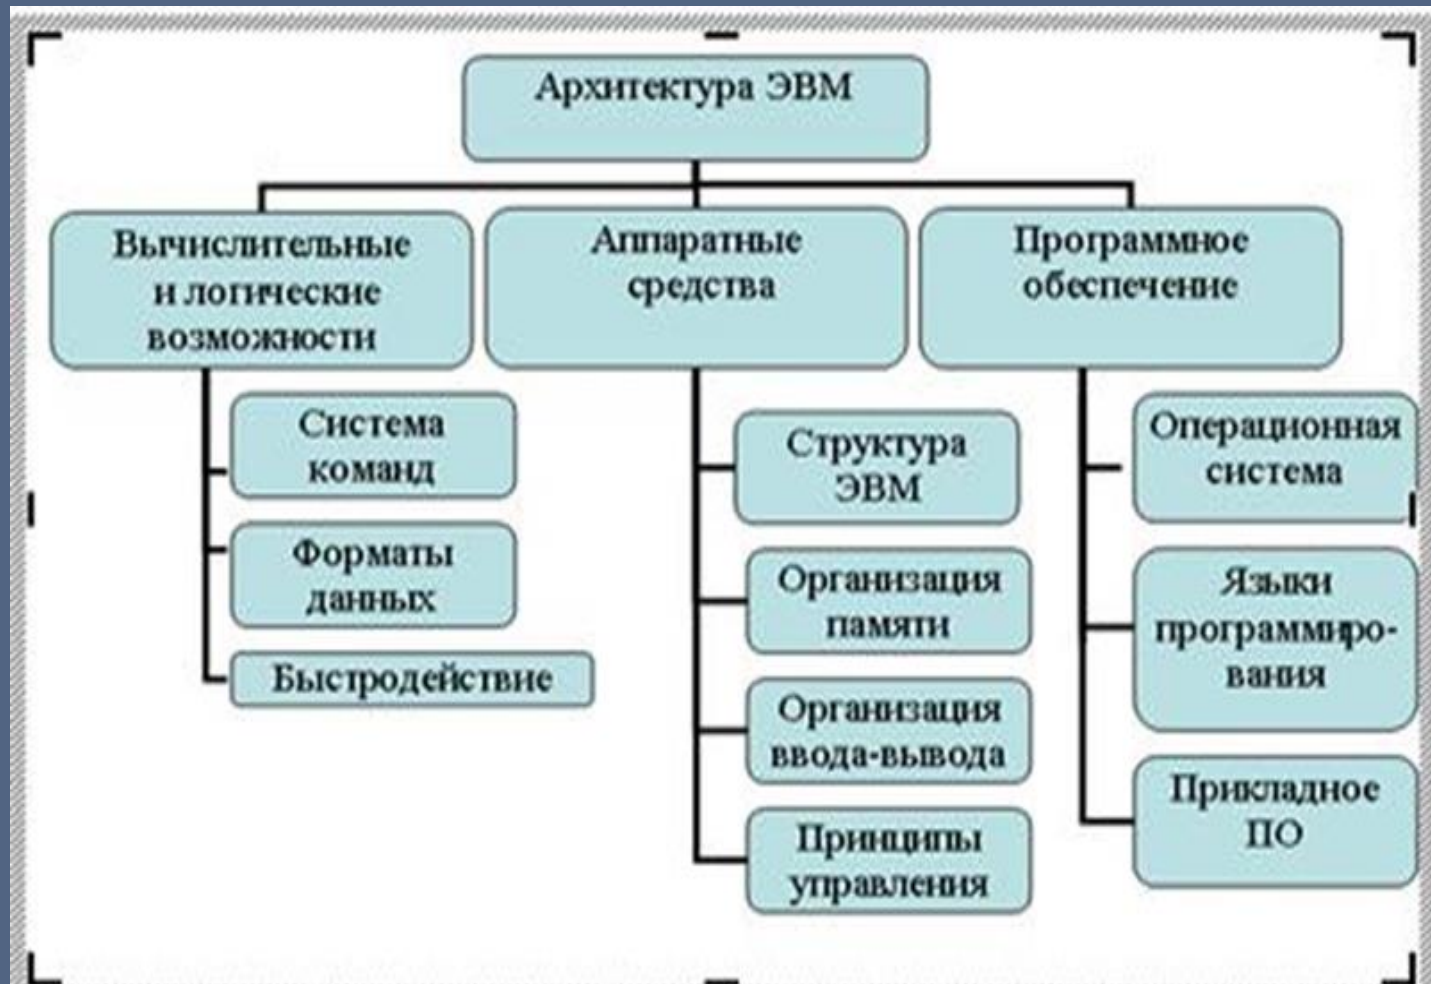 Архитектура ЭВМ
Вычислительные
и логические
возможности
Аппаратные
средства
Программное
обеспечение
Система
команд
Форматы
данных
Быстродействие
Структура
ЭВМ
Организация
памяти
Организация
ввода-вывода
Принципы
управления
Операционная
система
Языки
программиро-
вания
Прикладное
ПО